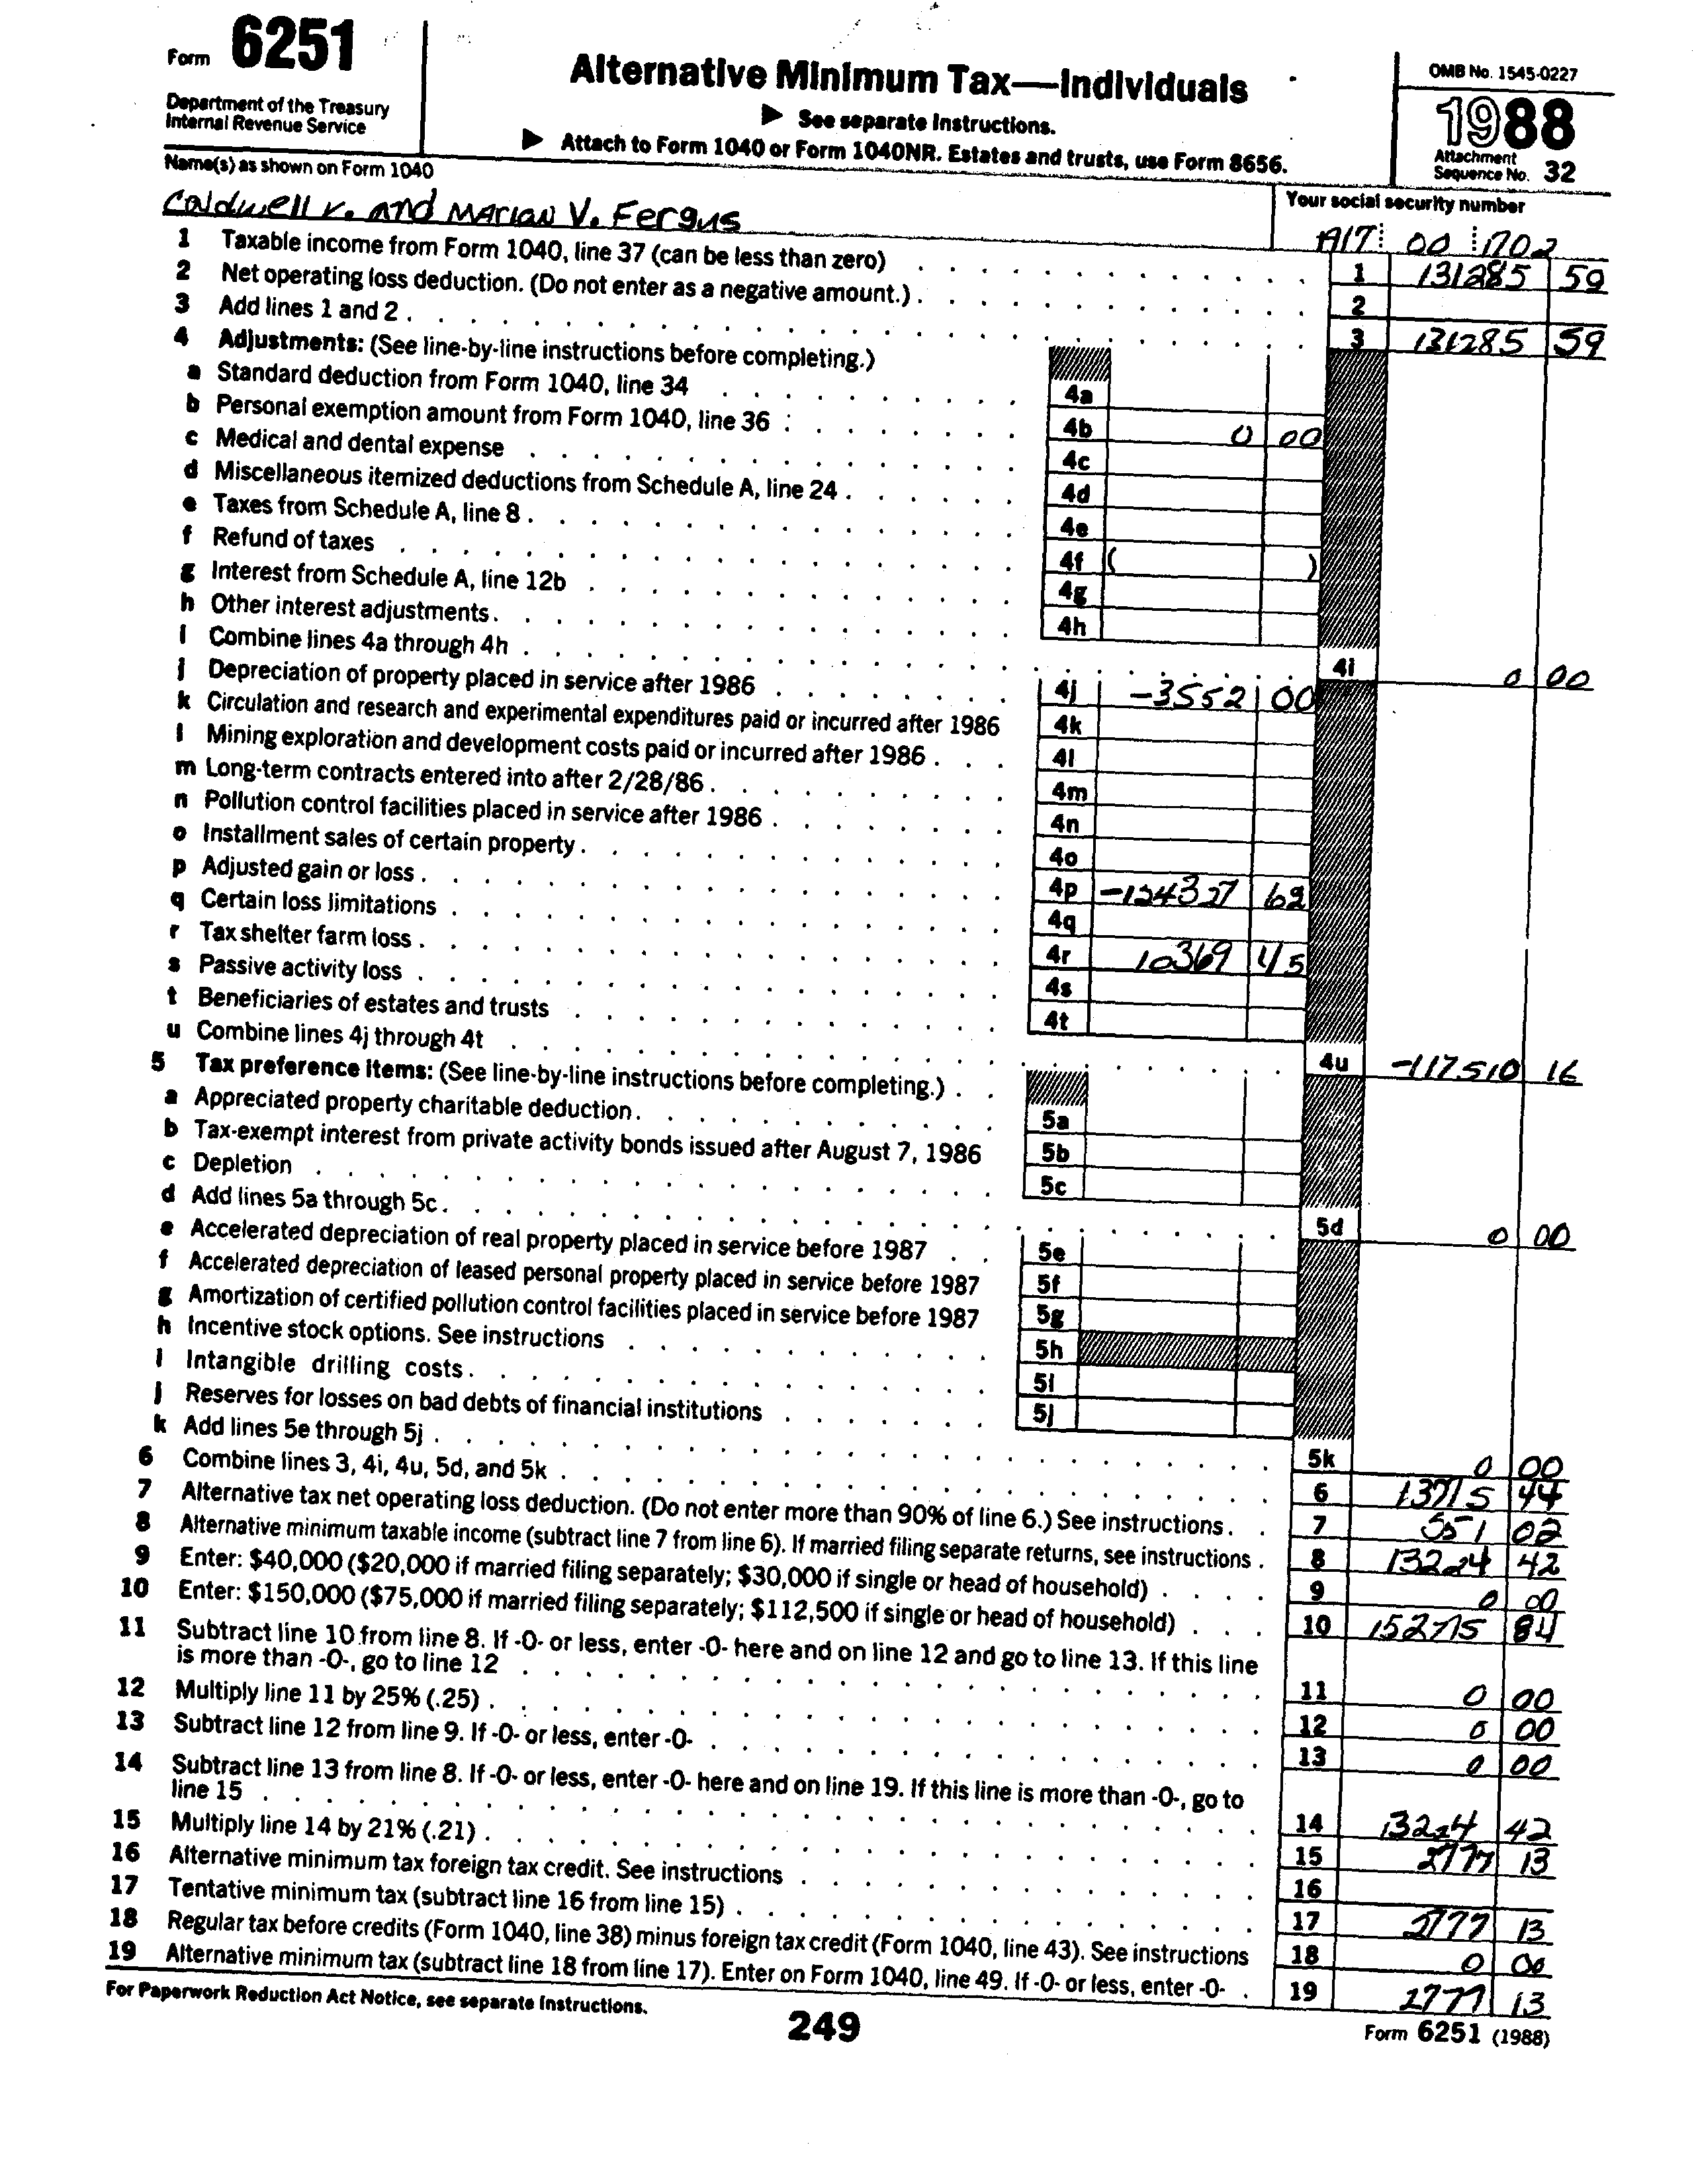 Form 6251
Department of the Treasury
Internal Revenue Service
Alternative Minimum Tax—Individuals
▶ See separate Instructions.
▶ Attach to Form 1040 or Form 1040NR. Estates and trusts, use Form 8656.
OMB No. 1545-0227
1988
Attachment
Sequence No. 32
Name(s) as shown on Form 1040
Your social security number
Caldwell V. and Marian V. Fergus
00 1702
1 Taxable income from Form 1040, line 37 (can be less than zero) 1 131285 59
2 Net operating loss deduction. (Do not enter as a negative amount.) 2
3 Add lines 1 and 2 3 131285 59
4 Adjustments: (See line-by-line instructions before completing.)
a Standard deduction from Form 1040, line 34 4a
b Personal exemption amount from Form 1040, line 36 4b 0 00
c Medical and dental expense 4c
d Miscellaneous itemized deductions from Schedule A, line 24 4d
e Taxes from Schedule A, line 8 4e
f Refund of taxes 4f ( )
g Interest from Schedule A, line 12b 4g
h Other interest adjustments 4h
i Combine lines 4a through 4h 4i 0 00
j Depreciation of property placed in service after 1986 4j -3552 00
k Circulation and research and experimental expenditures paid or incurred after 1986 4k
l Mining exploration and development costs paid or incurred after 1986 4l
m Long-term contracts entered into after 2/28/86 4m
n Pollution control facilities placed in service after 1986 4n
o Installment sales of certain property 4o
p Adjusted gain or loss 4p -124327 62
q Certain loss limitations 4q
r Tax shelter farm loss 4r 10369 45
s Passive activity loss 4s
t Beneficiaries of estates and trusts 4t
u Combine lines 4j through 4t 4u -117510 16
5 Tax preference items: (See line-by-line instructions before completing.)
a Appreciated property charitable deduction 5a
b Tax-exempt interest from private activity bonds issued after August 7, 1986 5b
c Depletion 5c
d Add lines 5a through 5c 5d 0 00
e Accelerated depreciation of real property placed in service before 1987 5e
f Accelerated depreciation of leased personal property placed in service before 1987 5f
g Amortization of certified pollution control facilities placed in service before 1987 5g
h Incentive stock options. See instructions 5h
i Intangible drilling costs 5i
j Reserves for losses on bad debts of financial institutions 5j
k Add lines 5e through 5j 5k 0 00
6 Combine lines 3, 4i, 4u, 5d, and 5k 6 13775 44
7 Alternative tax net operating loss deduction. (Do not enter more than 90% of line 6.) See instructions 7 551 02
8 Alternative minimum taxable income (subtract line 7 from line 6). If married filing separate returns, see instructions 8 13224 42
9 Enter: $40,000 ($20,000 if married filing separately; $30,000 if single or head of household) 9 0 00
10 Enter: $150,000 ($75,000 if married filing separately; $112,500 if single or head of household) 10 152775 84
11 Subtract line 10 from line 8. If -0- or less, enter -0- here and on line 12 and go to line 13. If this line
is more than -0-, go to line 12 11 0 00
12 Multiply line 11 by 25% (.25) 12 0 00
13 Subtract line 12 from line 9. If -0- or less, enter -0- 13 0 00
14 Subtract line 13 from line 8. If -0- or less, enter -0- here and on line 19. If this line is more than -0-, go to
line 15 14 13224 42
15 Multiply line 14 by 21% (.21) 15 2777 13
16 Alternative minimum tax foreign tax credit. See instructions 16
17 Tentative minimum tax (subtract line 16 from line 15) 17 2777 13
18 Regular tax before credits (Form 1040, line 38) minus foreign tax credit (Form 1040, line 43). See instructions 18 0 00
19 Alternative minimum tax (subtract line 18 from line 17). Enter on Form 1040, line 49. If -0- or less, enter -0- 19 2777 13
For Paperwork Reduction Act Notice, see separate Instructions.
249
Form 6251 (1988)